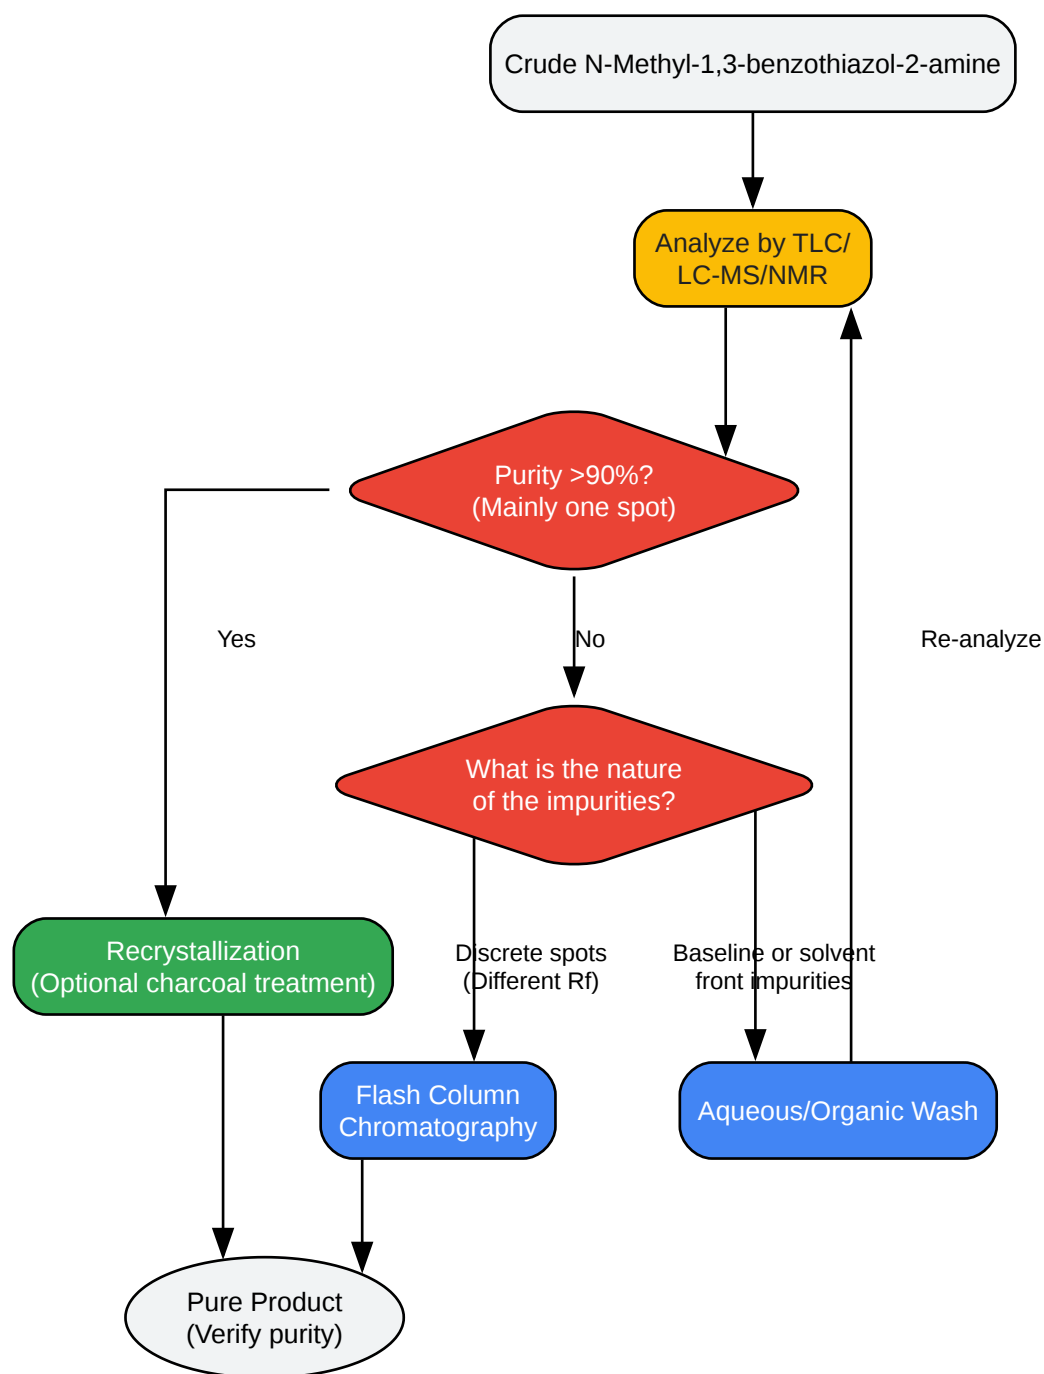 Crude N-Methyl-1,3-benzothiazol-2-amine
Analyze by TLC/
LC-MS/NMR
Purity >90%?
(Mainly one spot)
Yes
No
Re-analyze
What is the nature
of the impurities?
Recrystallization
(Optional charcoal treatment)
Discrete spots
(Different Rf)
Baseline or solvent
front impurities
Flash Column
Chromatography
Aqueous/Organic Wash
Pure Product
(Verify purity)